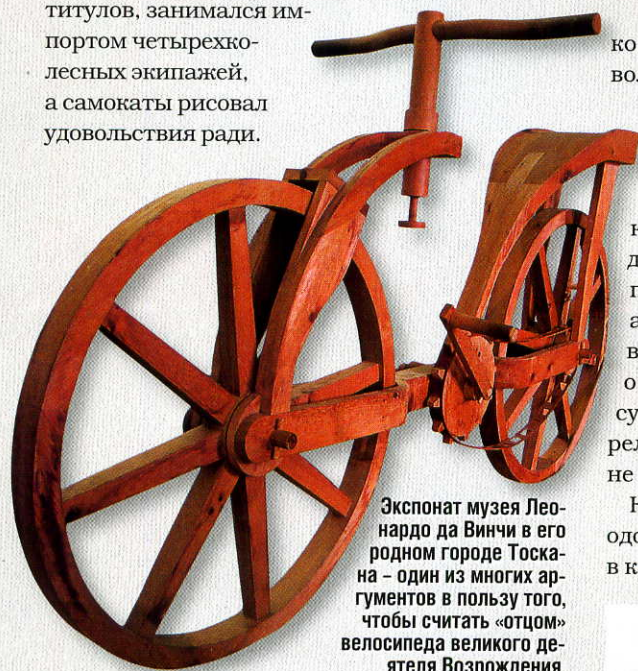 титулов, занимался им-
портом четырехко-
лесных экипажей,
а самокаты рисовал
удовольствия ради.
Экспонат музея Лео-
нардо да Винчи в его
родном городе Тоска-
на – один из многих ар-
гументов в пользу того,
чтобы считать «отцом»
велосипеда великого де-
ятеля Возрождения
ко
вол
не
в к